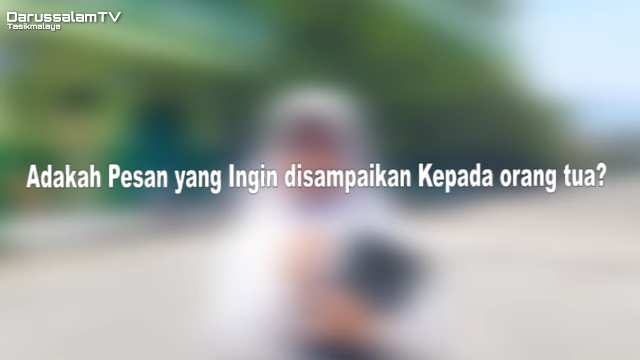 DarussalamTV
Tasikmalaya
Adakah Pesan yang Ingin disampaikan Kepada orang tua?